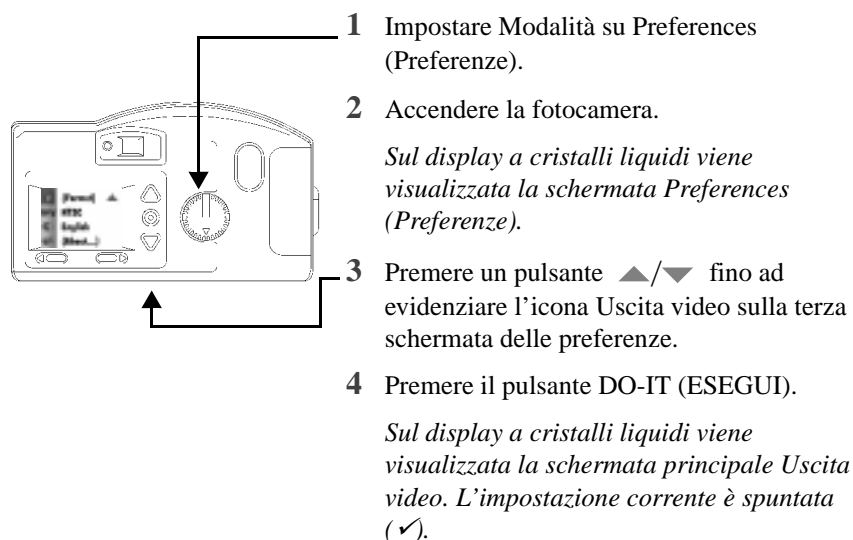 1 Impostare Modalità su Preferences
(Preferenze).
2 Accendere la fotocamera.
Sul display a cristalli liquidi viene
visualizzata la schermata Preferences
(Preferenze).
3 Premere un pulsante ▲/▼ fino ad
evidenziare l’icona Uscita video sulla terza
schermata delle preferenze.
4 Premere il pulsante DO-IT (ESEGUI).
Sul display a cristalli liquidi viene
visualizzata la schermata principale Uscita
video. L’impostazione corrente è spuntata
(✓).
[Format]
NTSC
English
[About...]